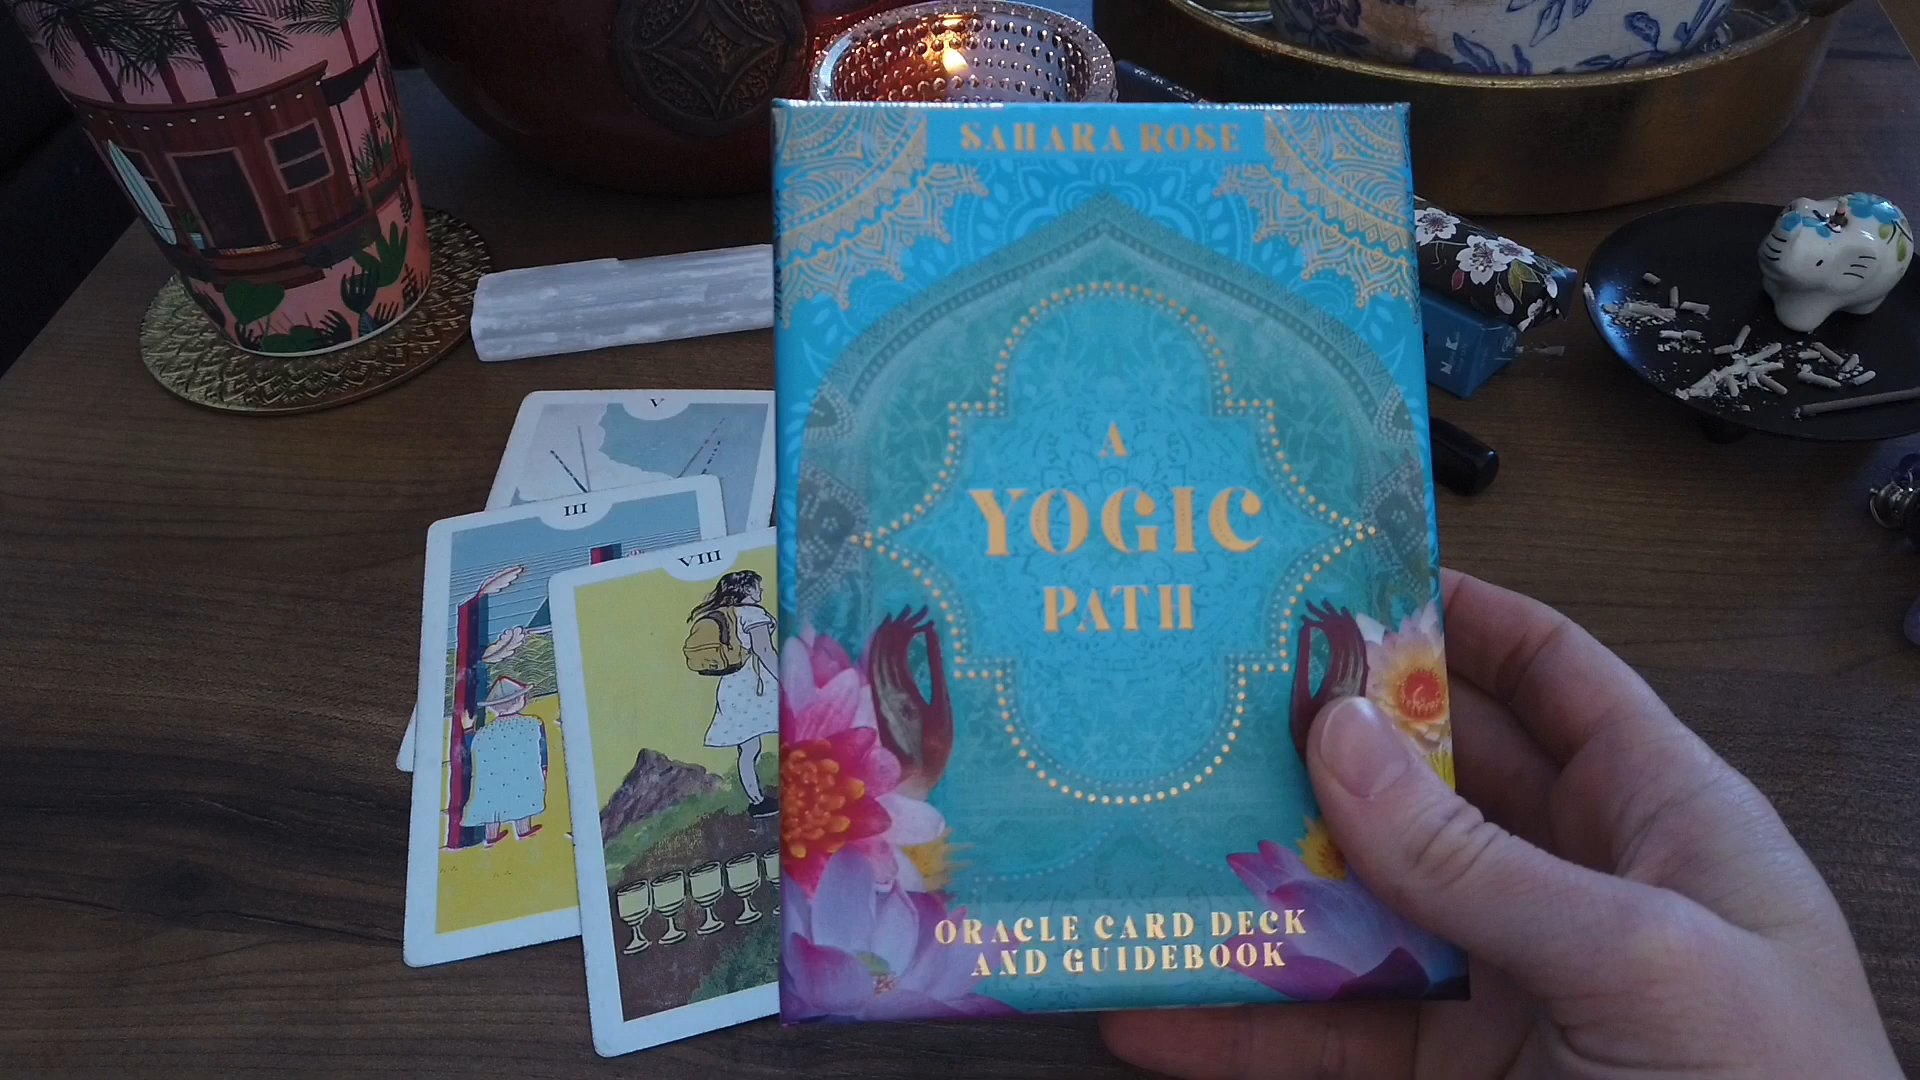 SAHARA ROSE
A
YOGIC
PATH
ORACLE CARD DECK
AND GUIDEBOOK
V
III
VIII